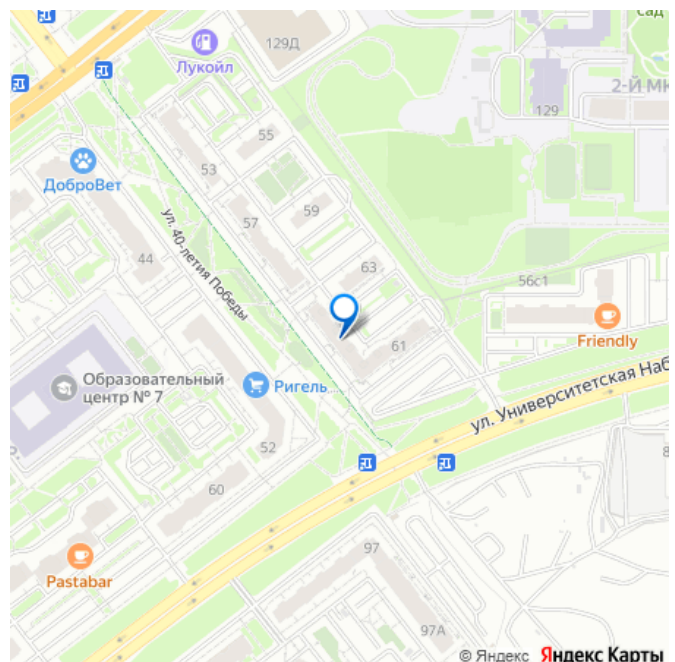 сад
129Д
Лукойл
2-Й МК
129
55
53
ДоброВет
59
57
ул. 40-летия Победы
44
63
56с1
Friendly
61
Образовательный
центр № 7
Ригель...
ул. Университетская Наб
52
60
97
Pastabar
97А
© Яндекс Яндекс Карты